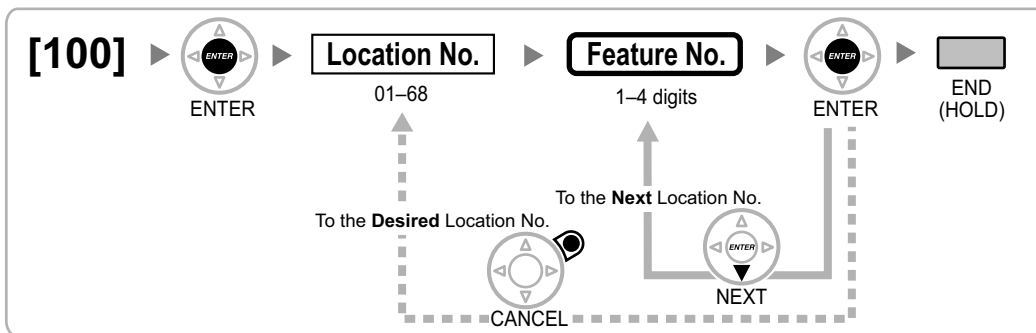 [100] ENTER Location No. Feature No. ENTER
ENTER 01–68 1–4 digits ENTER END
(HOLD)
To the Next Location No.
To the Desired Location No.
ENTER
NEXT
CANCEL